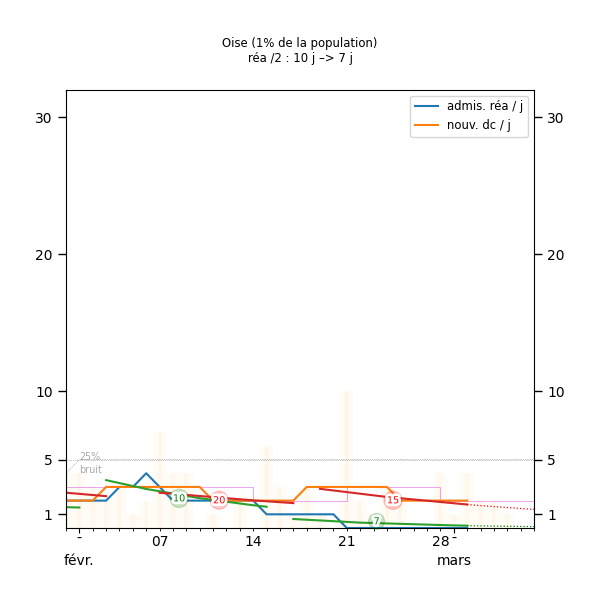 Oise (1% de la population)
réa /2 : 10 j –> 7 j
admis. réa / j
nouv. dc / j
30
30
20
20
10
10
5
5
25%
bruit
10
20
15
7
1
1
07
14
21
28
févr.
mars